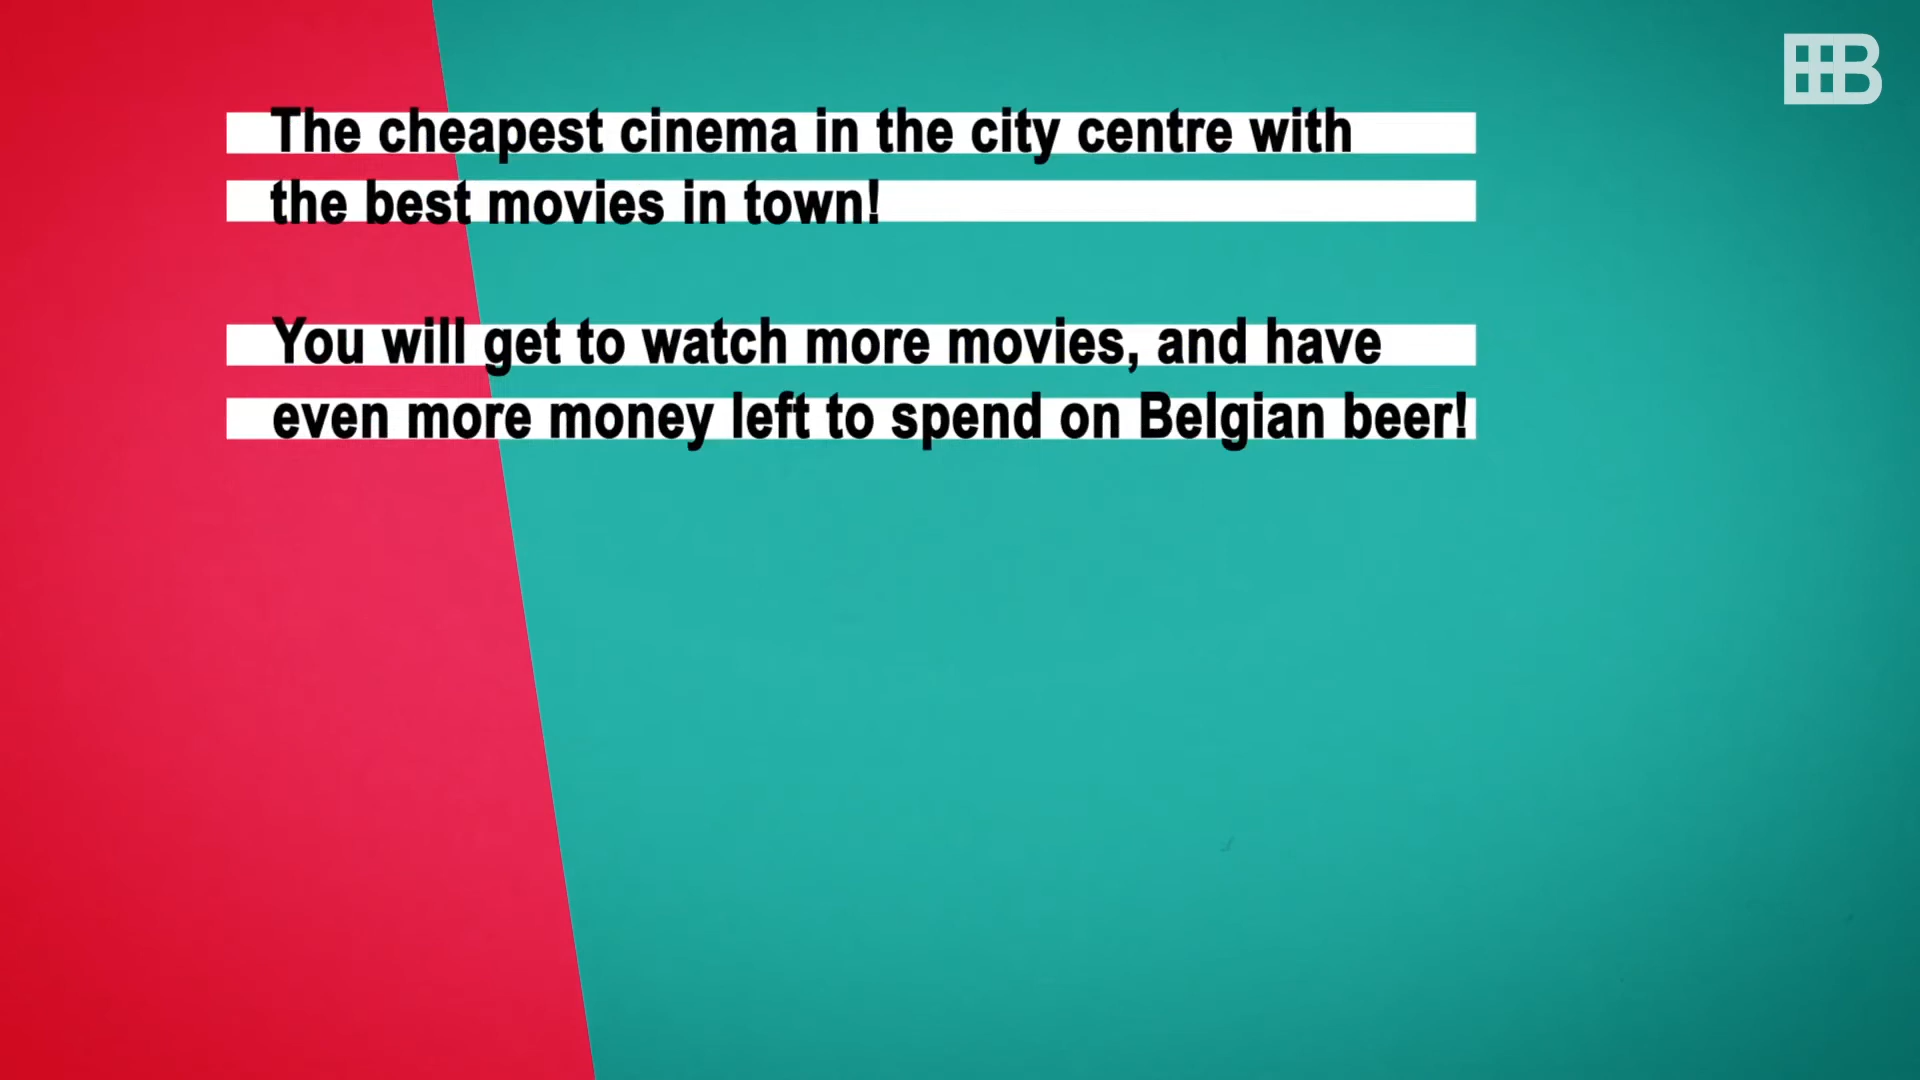 The cheapest cinema in the city centre with
the best movies in town!
You will get to watch more movies, and have
even more money left to spend on Belgian beer!